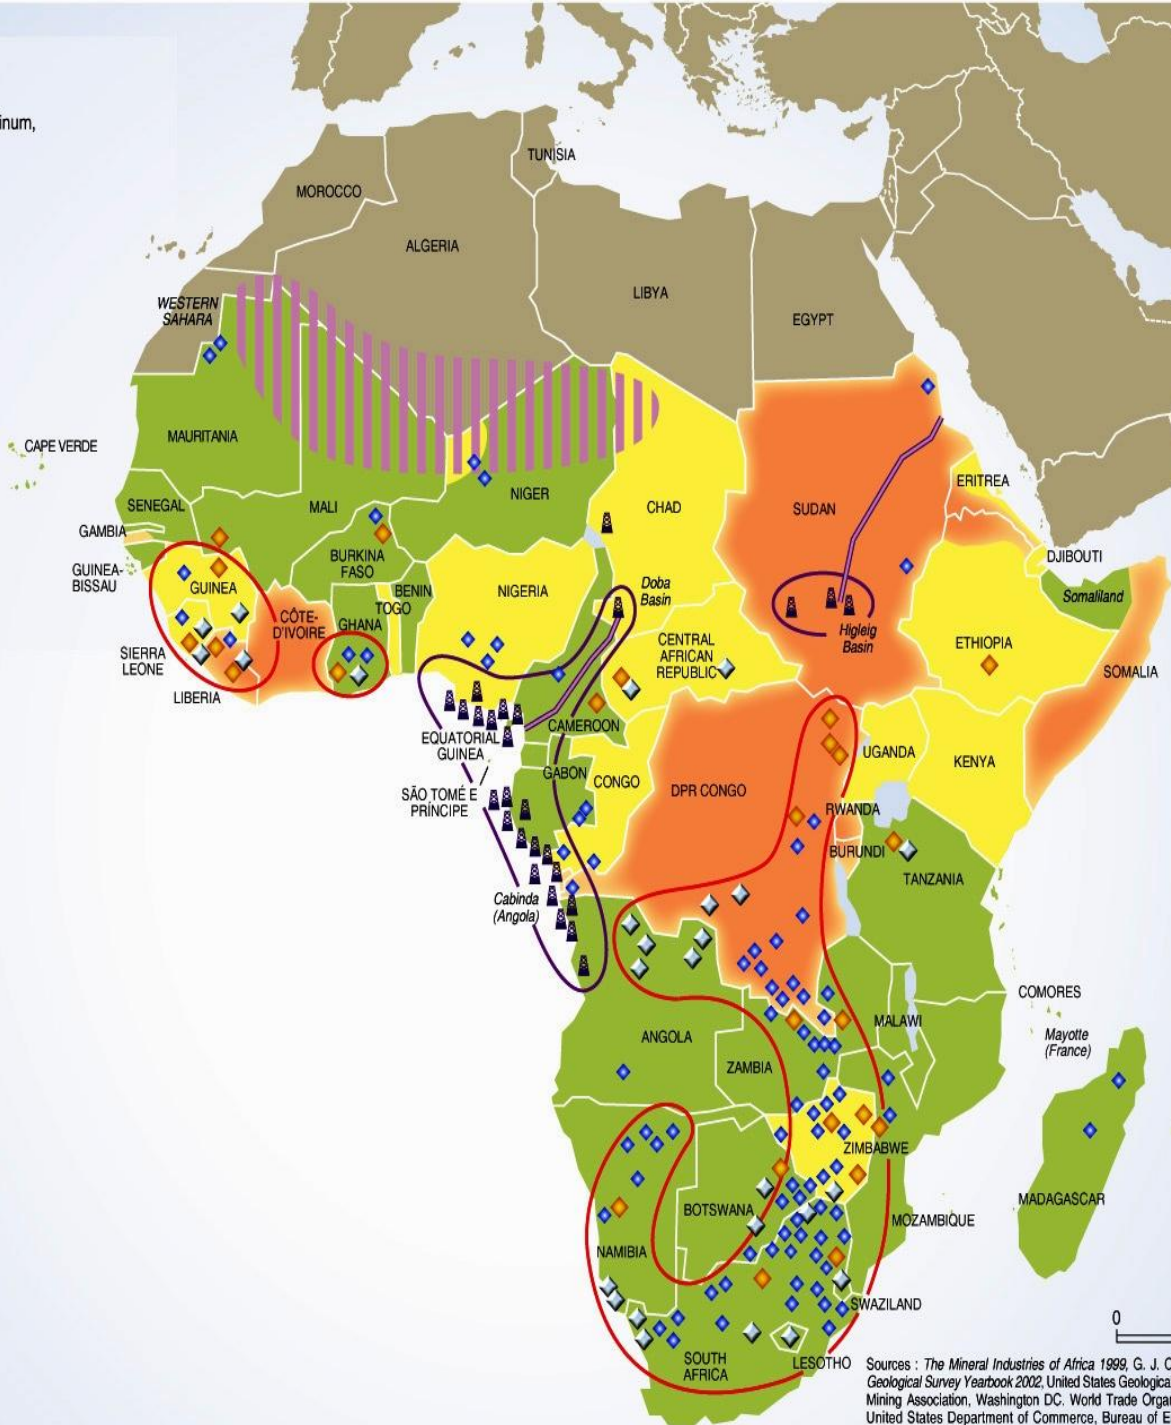 inum,
TUNISIA
MOROCCO
ALGERIA
LIBYA
EGYPT
WESTERN
SAHARA
MAURITANIA
CAPE VERDE
SENEGAL
GAMBIA
GUINEA-
BISSAU
MALI
NIGER
CHAD
SUDAN
ERITREA
DJIBOUTI
BURKINA
FASO
GUINEA
BENIN
TOGO
NIGERIA
Doba
Basin
Somaliland
CÔTE-
D'IVOIRE
GHANA
SIERRA
LEONE
LIBERIA
CENTRAL
AFRICAN
REPUBLIC
Higleig
Basin
ETHIOPIA
SOMALIA
EQUATORIAL
GUINEA
CAMEROON
SÃO TOMÉ E
PRÍNCIPE
GABON
CONGO
DPR CONGO
UGANDA
KENYA
RWANDA
BURUNDI
TANZANIA
Cabinda
(Angola)
COMORES
Mayotte
(France)
ANGOLA
ZAMBIA
MALAWI
ZIMBABWE
MADAGASCAR
BOTSWANA
MOZAMBIQUE
NAMIBIA
SWAZILAND
SOUTH
AFRICA
LESOTHO
0
Sources : The Mineral Industries of Africa 1999, G. J. C
Geological Survey Yearbook 2002, United States Geologica
Mining Association, Washington DC. World Trade Orga
United States Department of Commerce, Bureau of E